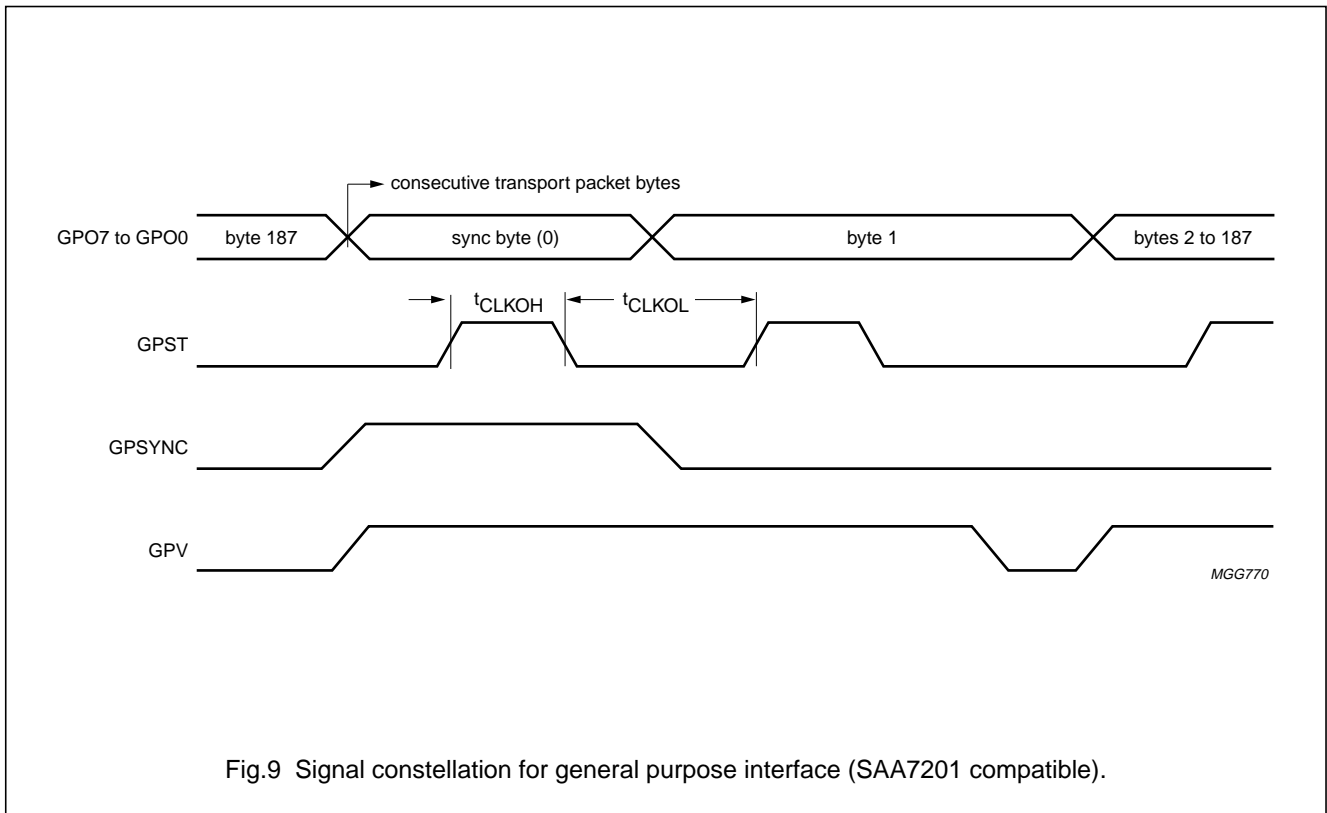 consecutive transport packet bytes
GPO7 to GPO0 byte 187 sync byte (0) byte 1 bytes 2 to 187
tCLKOH tCLKOL
GPST
GPSYNC
GPV
MGG770
Fig.9 Signal constellation for general purpose interface (SAA7201 compatible).